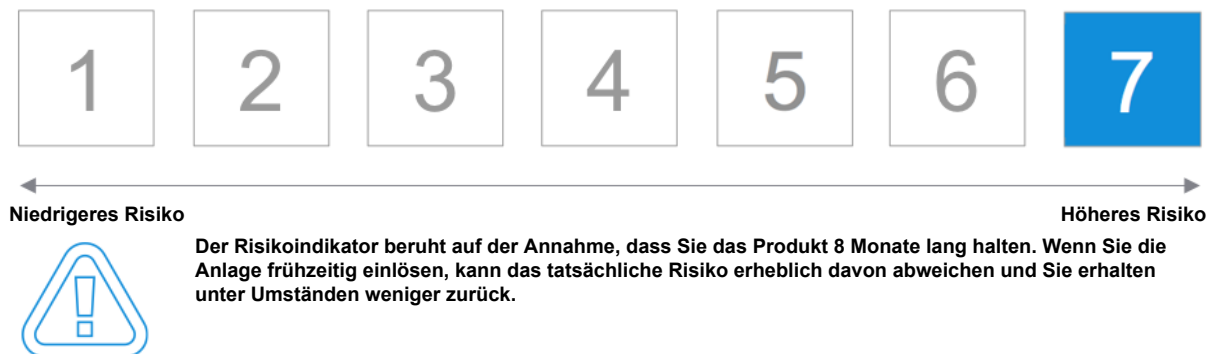 1 2 3 4 5 6 7
Niedrigeres Risiko Höheres Risiko
Der Risikoindikator beruht auf der Annahme, dass Sie das Produkt 8 Monate lang halten. Wenn Sie die
Anlage frühzeitig einlösen, kann das tatsächliche Risiko erheblich davon abweichen und Sie erhalten
unter Umständen weniger zurück.